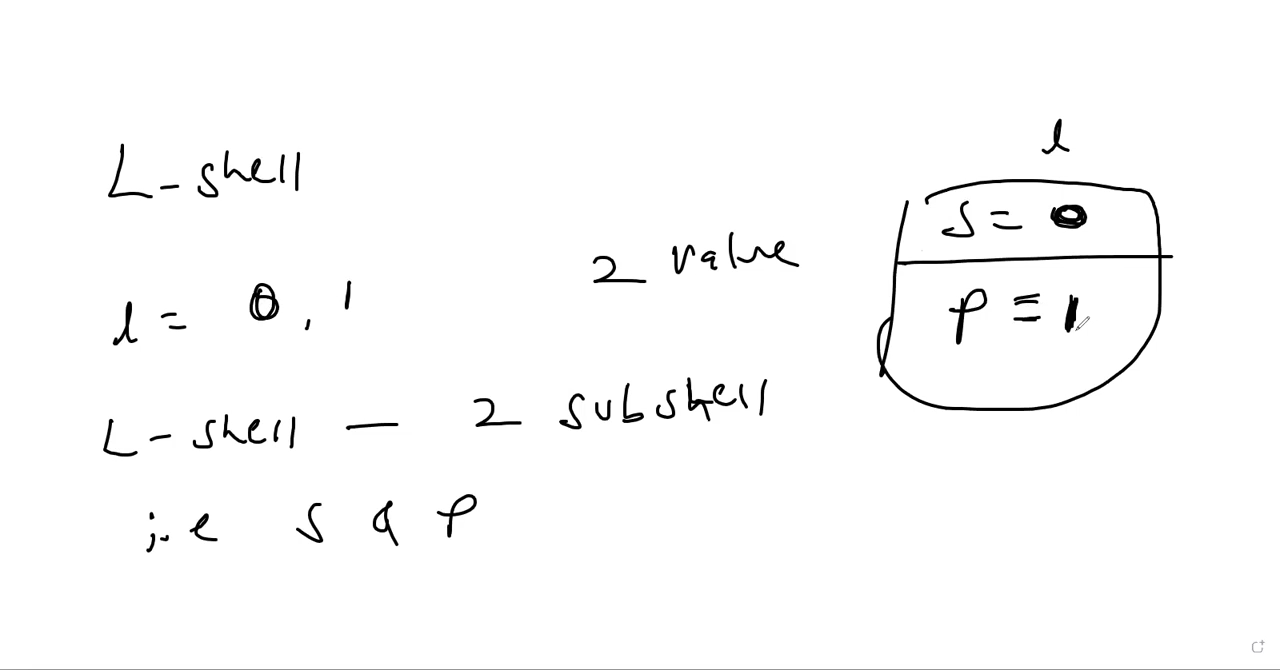 L-shell
l = 0, 1
2 value
L-shell — 2 subshell
i.e s & p
l
s = 0
p = 1